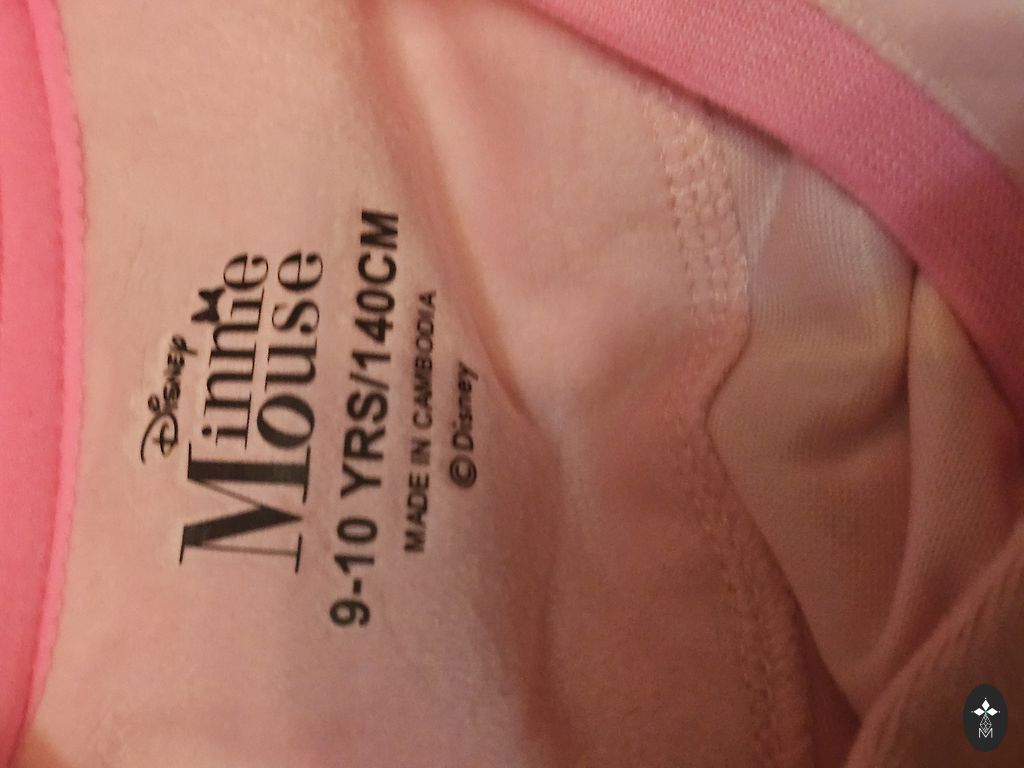 Disney
Minnie
Mouse
9-10 YRS/140CM
MADE IN CAMBODIA
© Disney
M